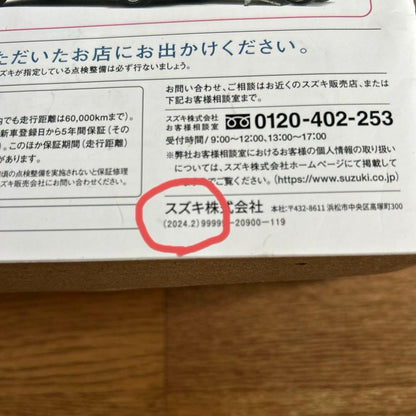 ただいたお店にお出かけください。
ズキが指定している点検整備は必ず行ないましょう。
お問い合わせ、ご相談はお近くのスズキ販売店、または
下記お客様相談室まで。
スズキ株式会社
お客様相談室 0120-402-253
受付時間/9:00〜12:00、13:00〜17:00
※弊社お客様相談室におけるお客様の個人情報の取り扱い
については、スズキ株式会社ホームページにて掲載して
ご覧ください。(https://www.suzuki.co.jp)
内でも走行距離は60,000kmまで)。
新車登録日から5年間保証(その
)。このほか保証期間(走行距離)
があります。
頃の点検整備を実施されないと保証修理
ズキ販売会社にお問い合わせください。
スズキ株式会社 本社:〒432-8611 浜松市中央区高塚町300
(2024.2)99999-20900-119